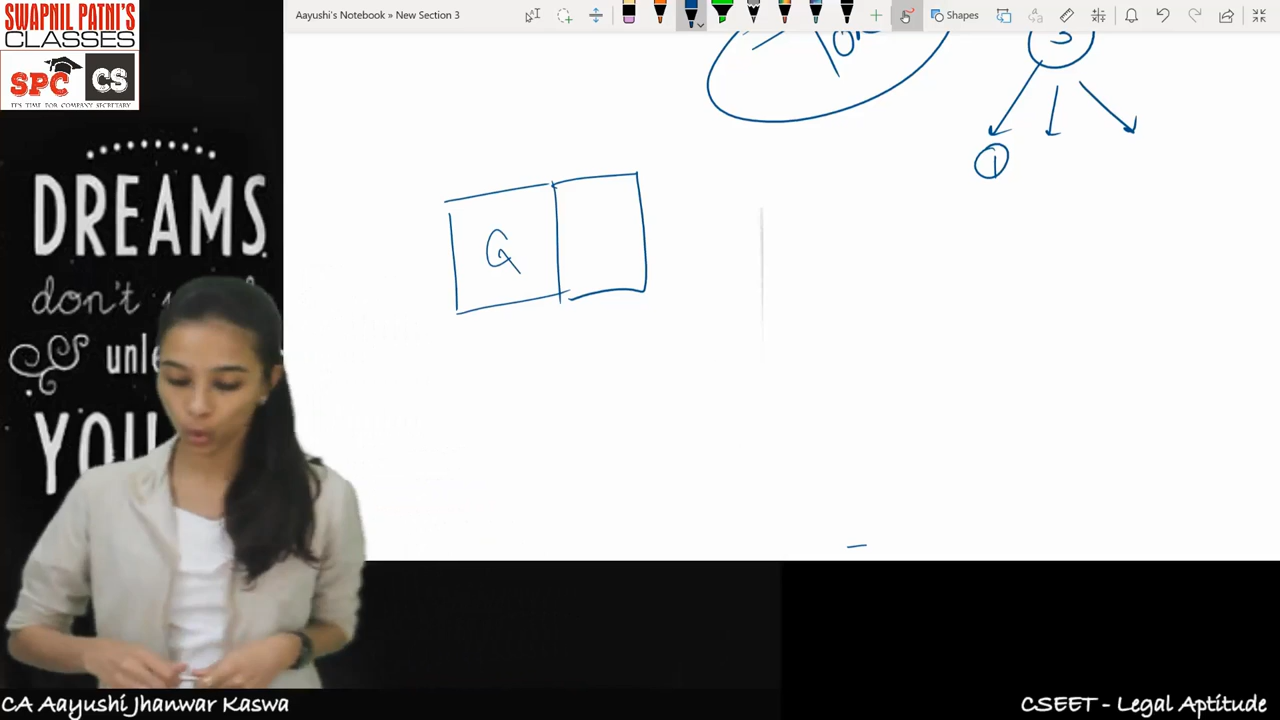 SWAPNIL PATNI'S
CLASSES
SPC CS
IT'S TIME FOR COMPANY SECRETARY
Aayushi's Notebook » New Section 3
Shapes
DREAMS
don't
unle
YOU
3
1
Q
CA Aayushi Jhanwar Kaswa
CSEET - Legal Aptitude